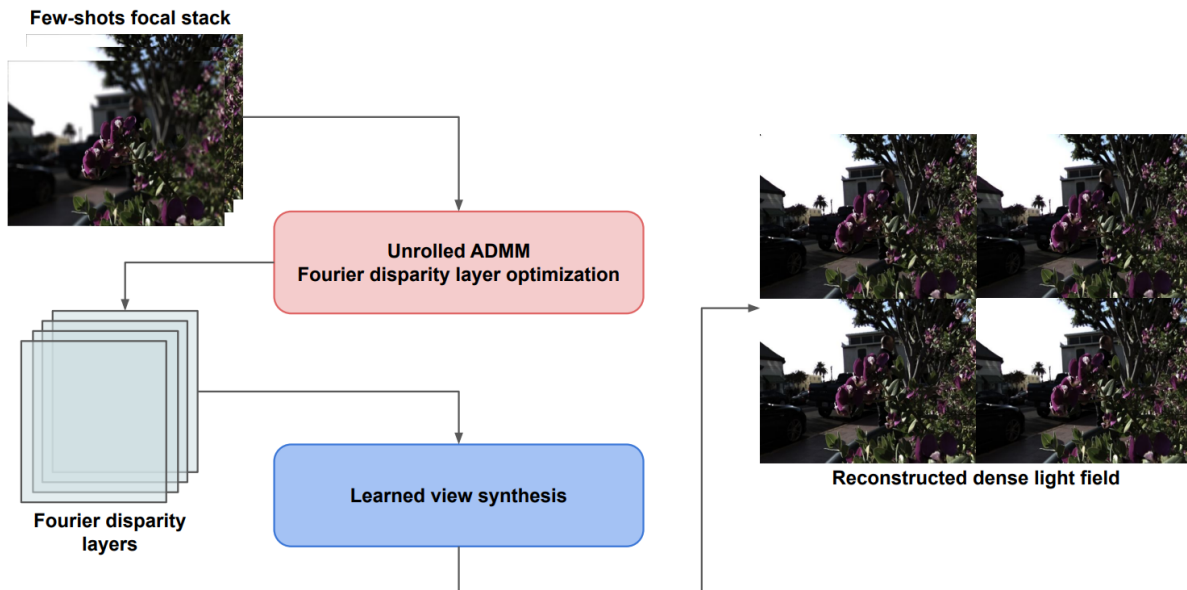 Few-shots focal stack
Unrolled ADMM
Fourier disparity layer optimization
Fourier disparity
layers
Learned view synthesis
Reconstructed dense light field